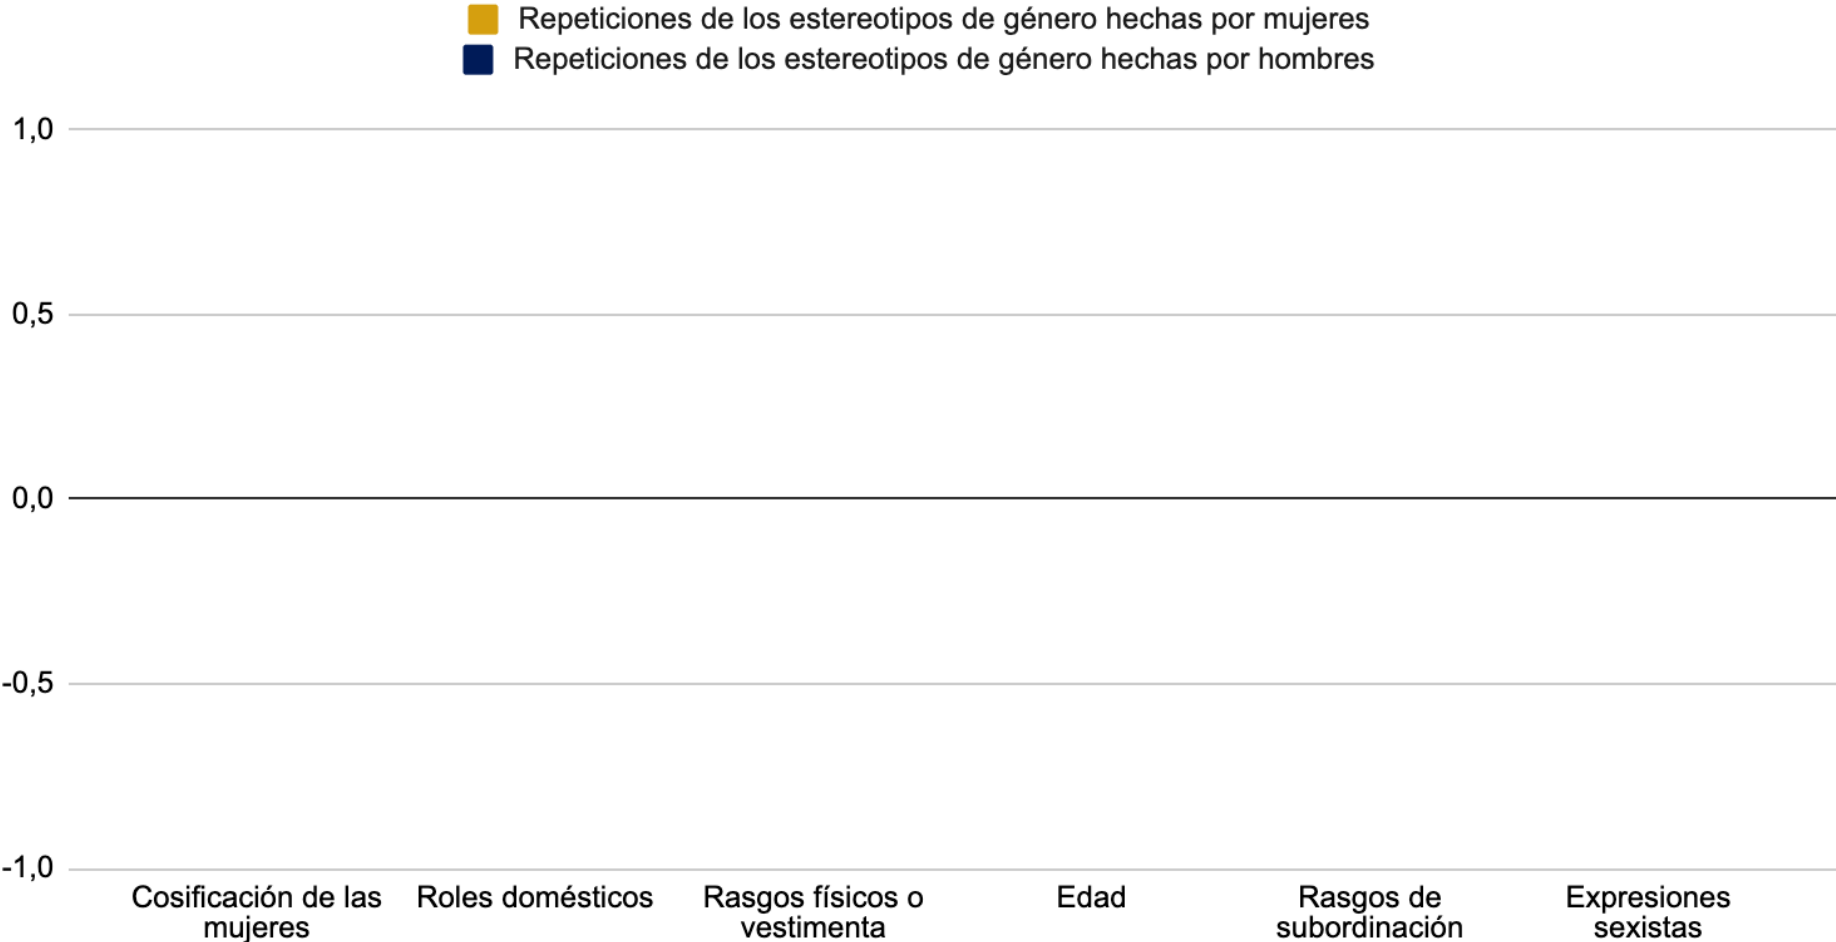 Repeticiones de los estereotipos de género hechas por mujeres
Repeticiones de los estereotipos de género hechas por hombres
1,0
0,5
0,0
-0,5
-1,0
Cosificación de las mujeres
Roles domésticos
Rasgos físicos o vestimenta
Edad
Rasgos de subordinación
Expresiones sexistas